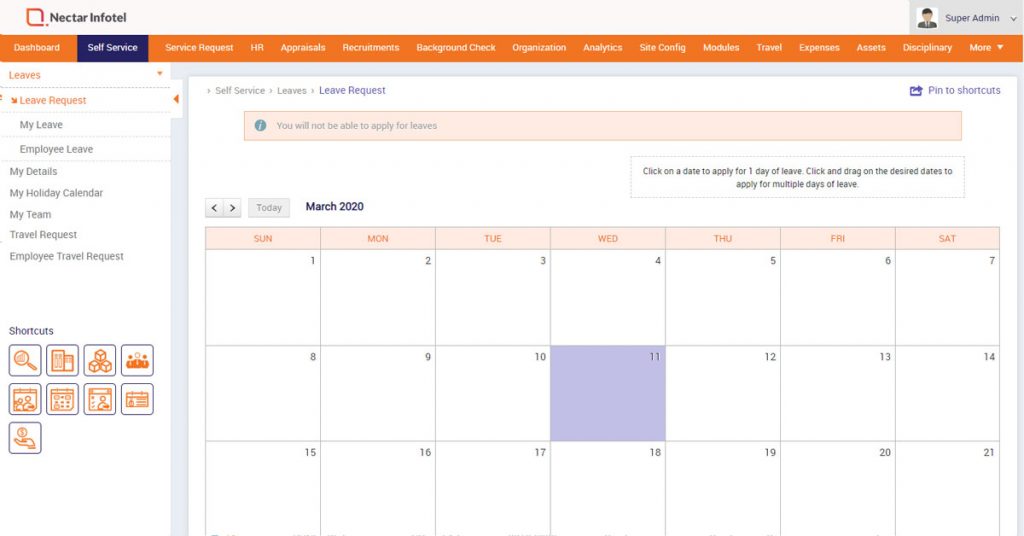 Nectar Infotel
Super Admin
Dashboard Self Service Service Request HR Appraisals Recruitments Background Check Organization Analytics Site Config Modules Travel Expenses Assets Disciplinary More
Leaves
Leave Request
My Leave
Employee Leave
My Details
My Holiday Calendar
My Team
Travel Request
Employee Travel Request
Shortcuts
Self Service > Leaves > Leave Request
Pin to shortcuts
You will not be able to apply for leaves
Click on a date to apply for 1 day of leave. Click and drag on the desired dates to
apply for multiple days of leave.
< > Today March 2020
SUN MON TUE WED THU FRI SAT
1 2 3 4 5 6 7
8 9 10 11 12 13 14
15 16 17 18 19 20 21